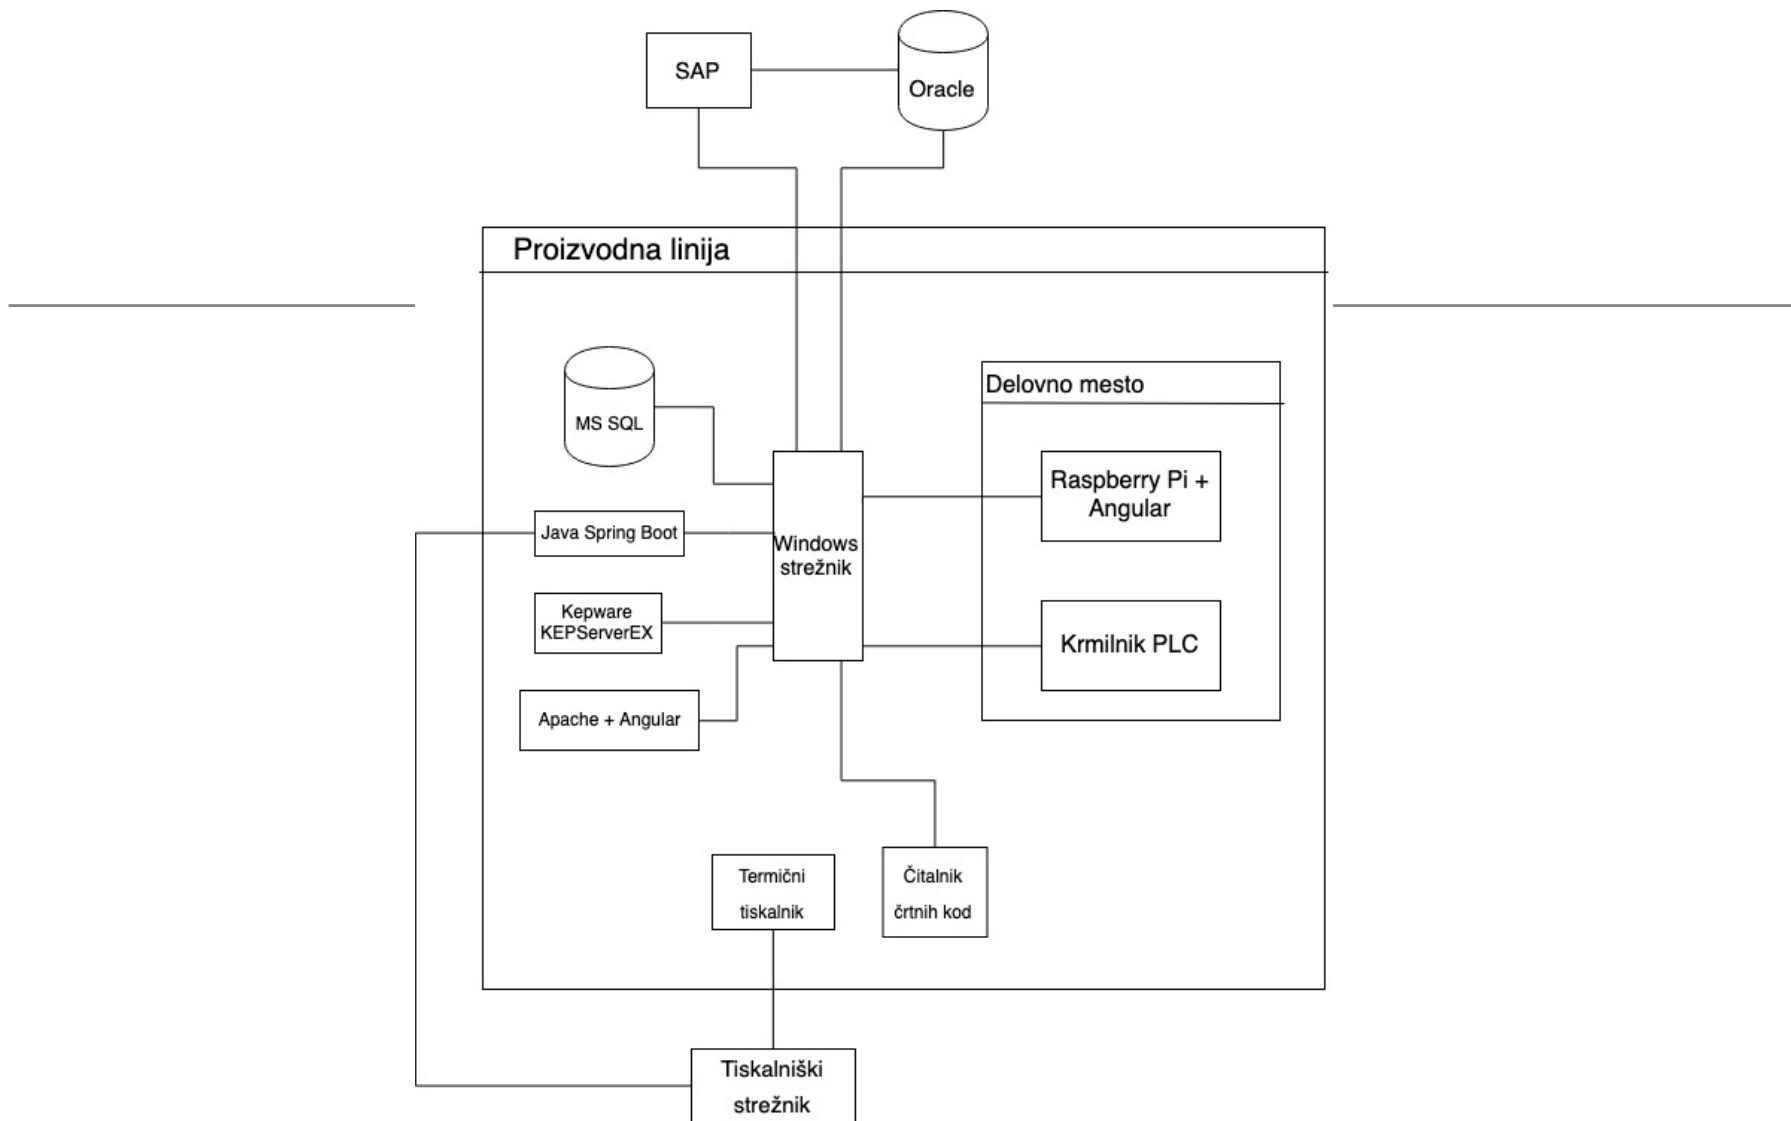 SAP
Oracle
Proizvodna linija
MS SQL
Delovno mesto
Raspberry Pi +
Angular
Java Spring Boot
Windows
strežnik
Kepware
KEPServerEX
Krmilnik PLC
Apache + Angular
Termični
tiskalnik
Čitalnik
črtnih kod
Tiskalniški
strežnik